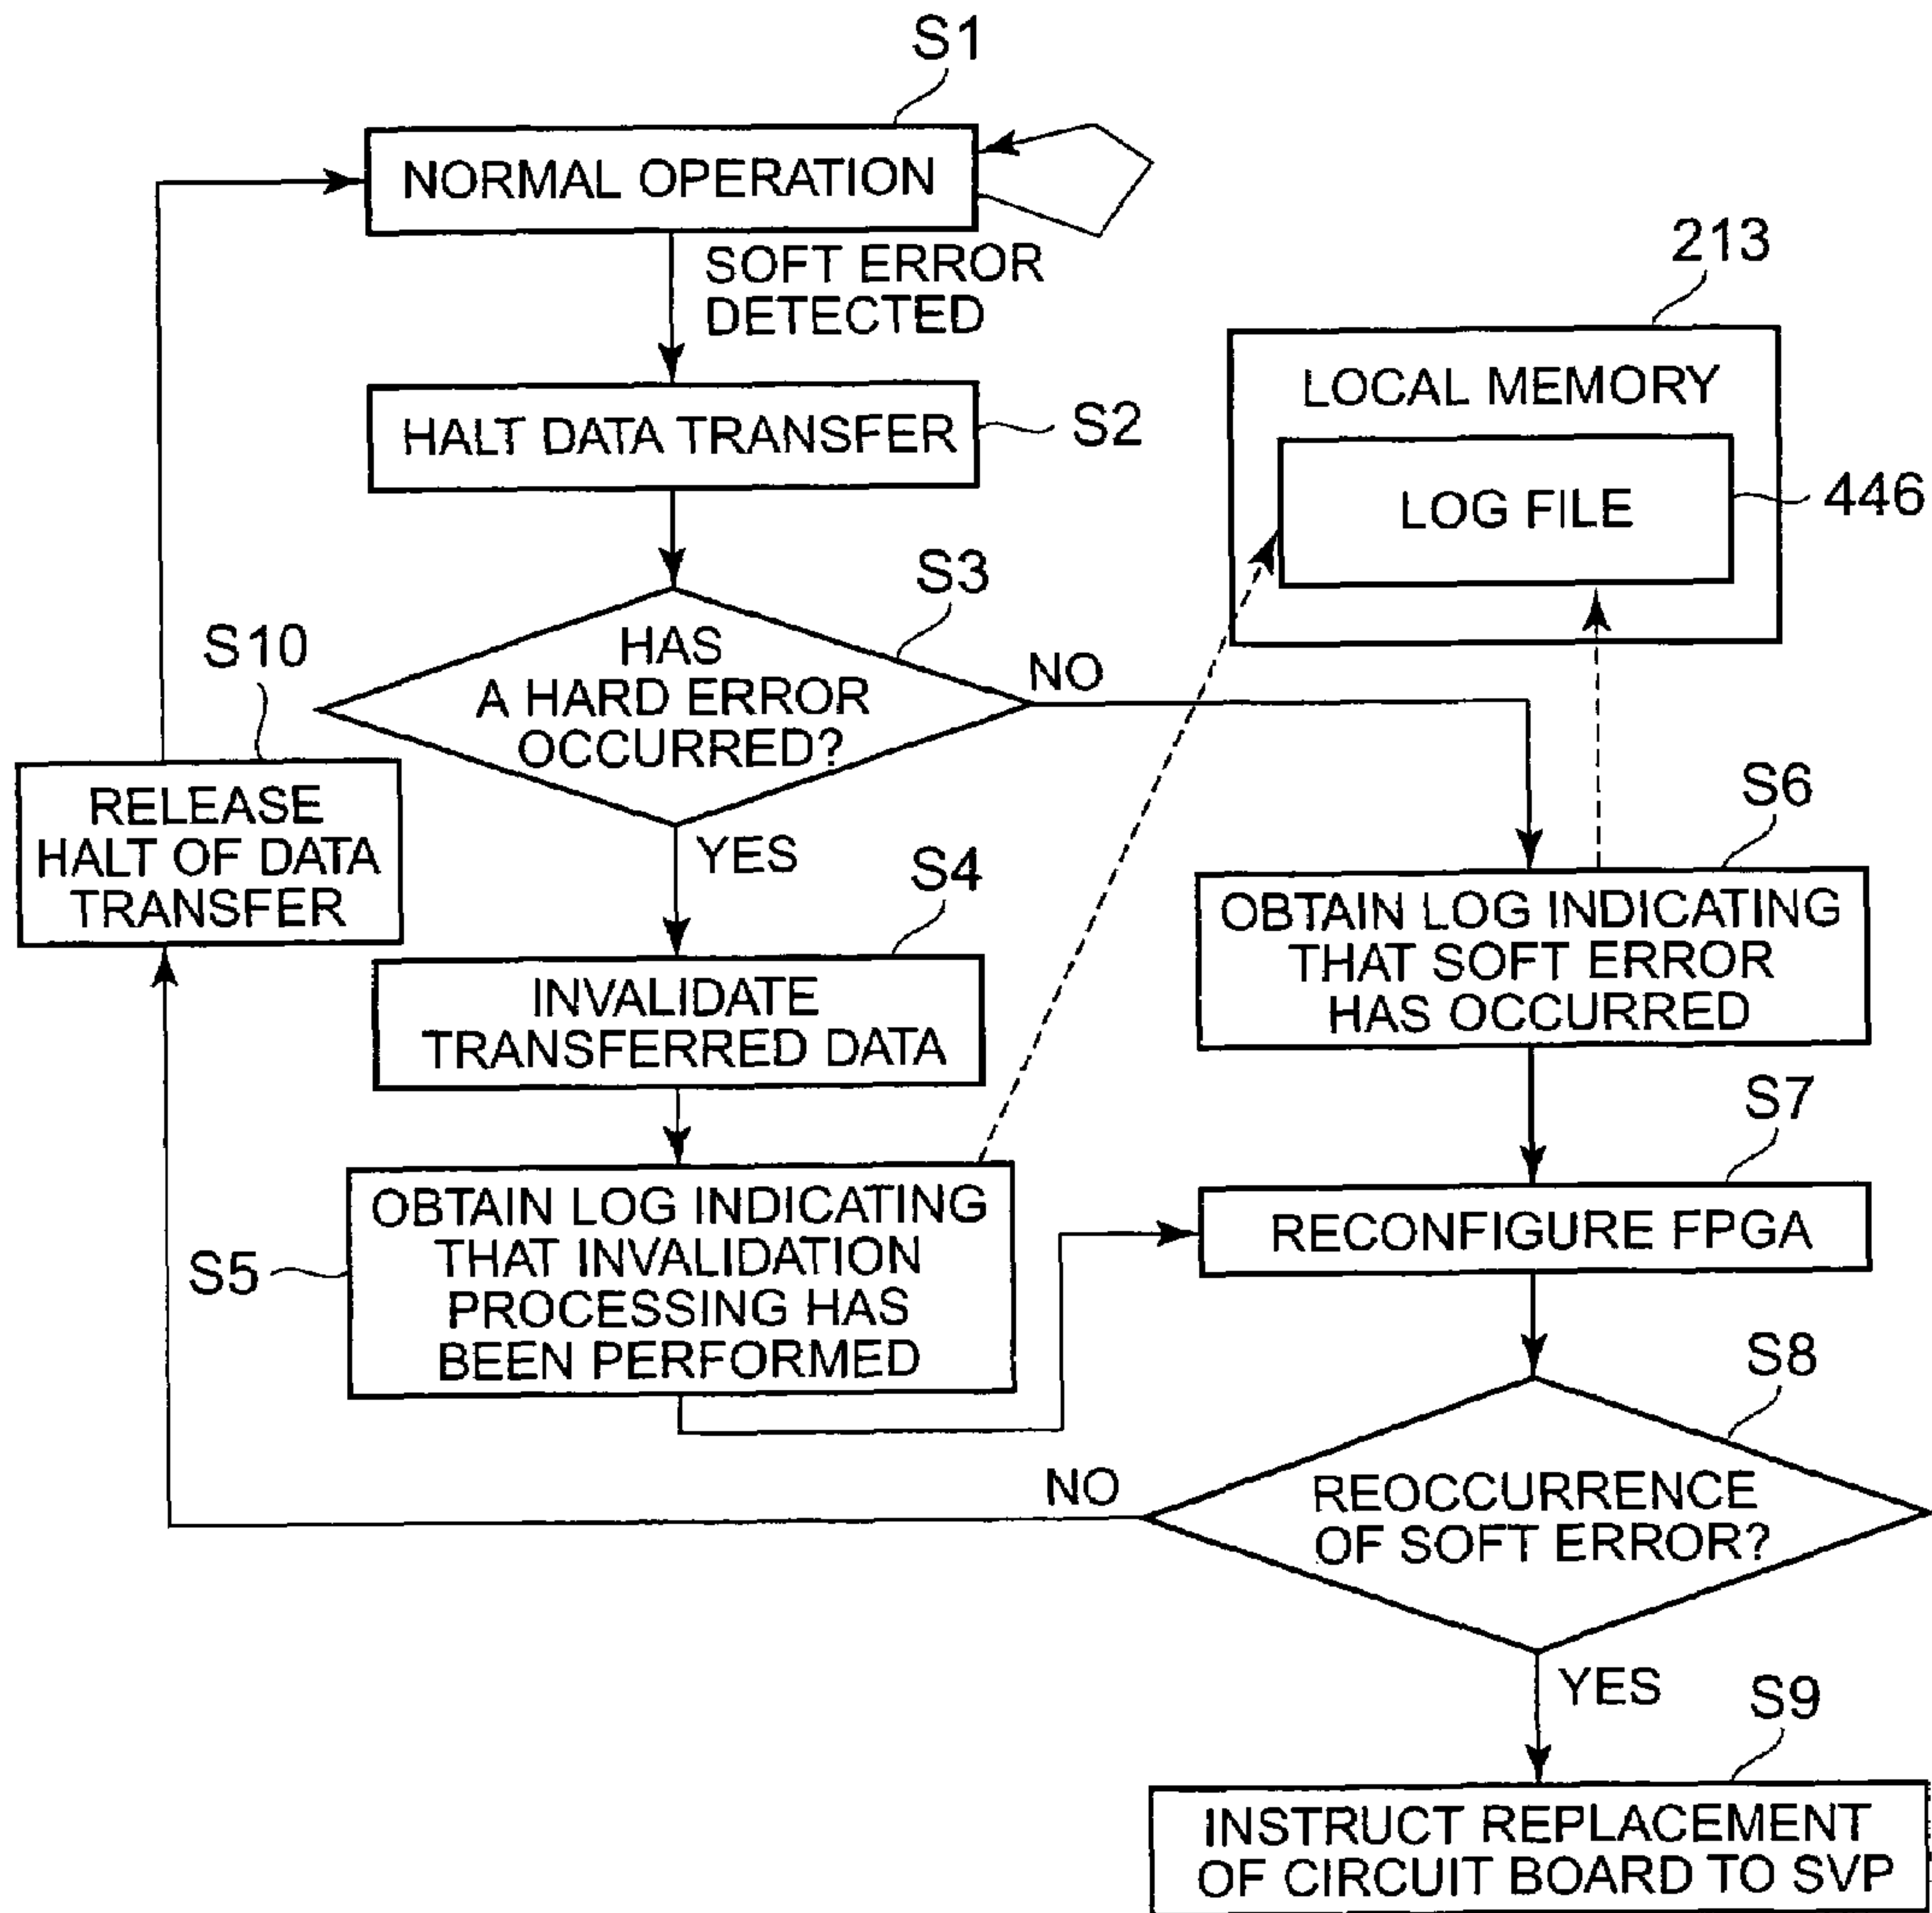 S1
NORMAL OPERATION
SOFT ERROR
DETECTED
213
LOCAL MEMORY
HALT DATA TRANSFER
S2
LOG FILE
446
S3
HAS
A HARD ERROR
OCCURRED?
NO
S10
RELEASE
HALT OF DATA
TRANSFER
YES
S4
INVALIDATE
TRANSFERRED DATA
S6
OBTAIN LOG INDICATING
THAT SOFT ERROR
HAS OCCURRED
S5
OBTAIN LOG INDICATING
THAT INVALIDATION
PROCESSING HAS
BEEN PERFORMED
S7
RECONFIGURE FPGA
S8
REOCCURRENCE
OF SOFT ERROR?
NO
YES
S9
INSTRUCT REPLACEMENT
OF CIRCUIT BOARD TO SVP